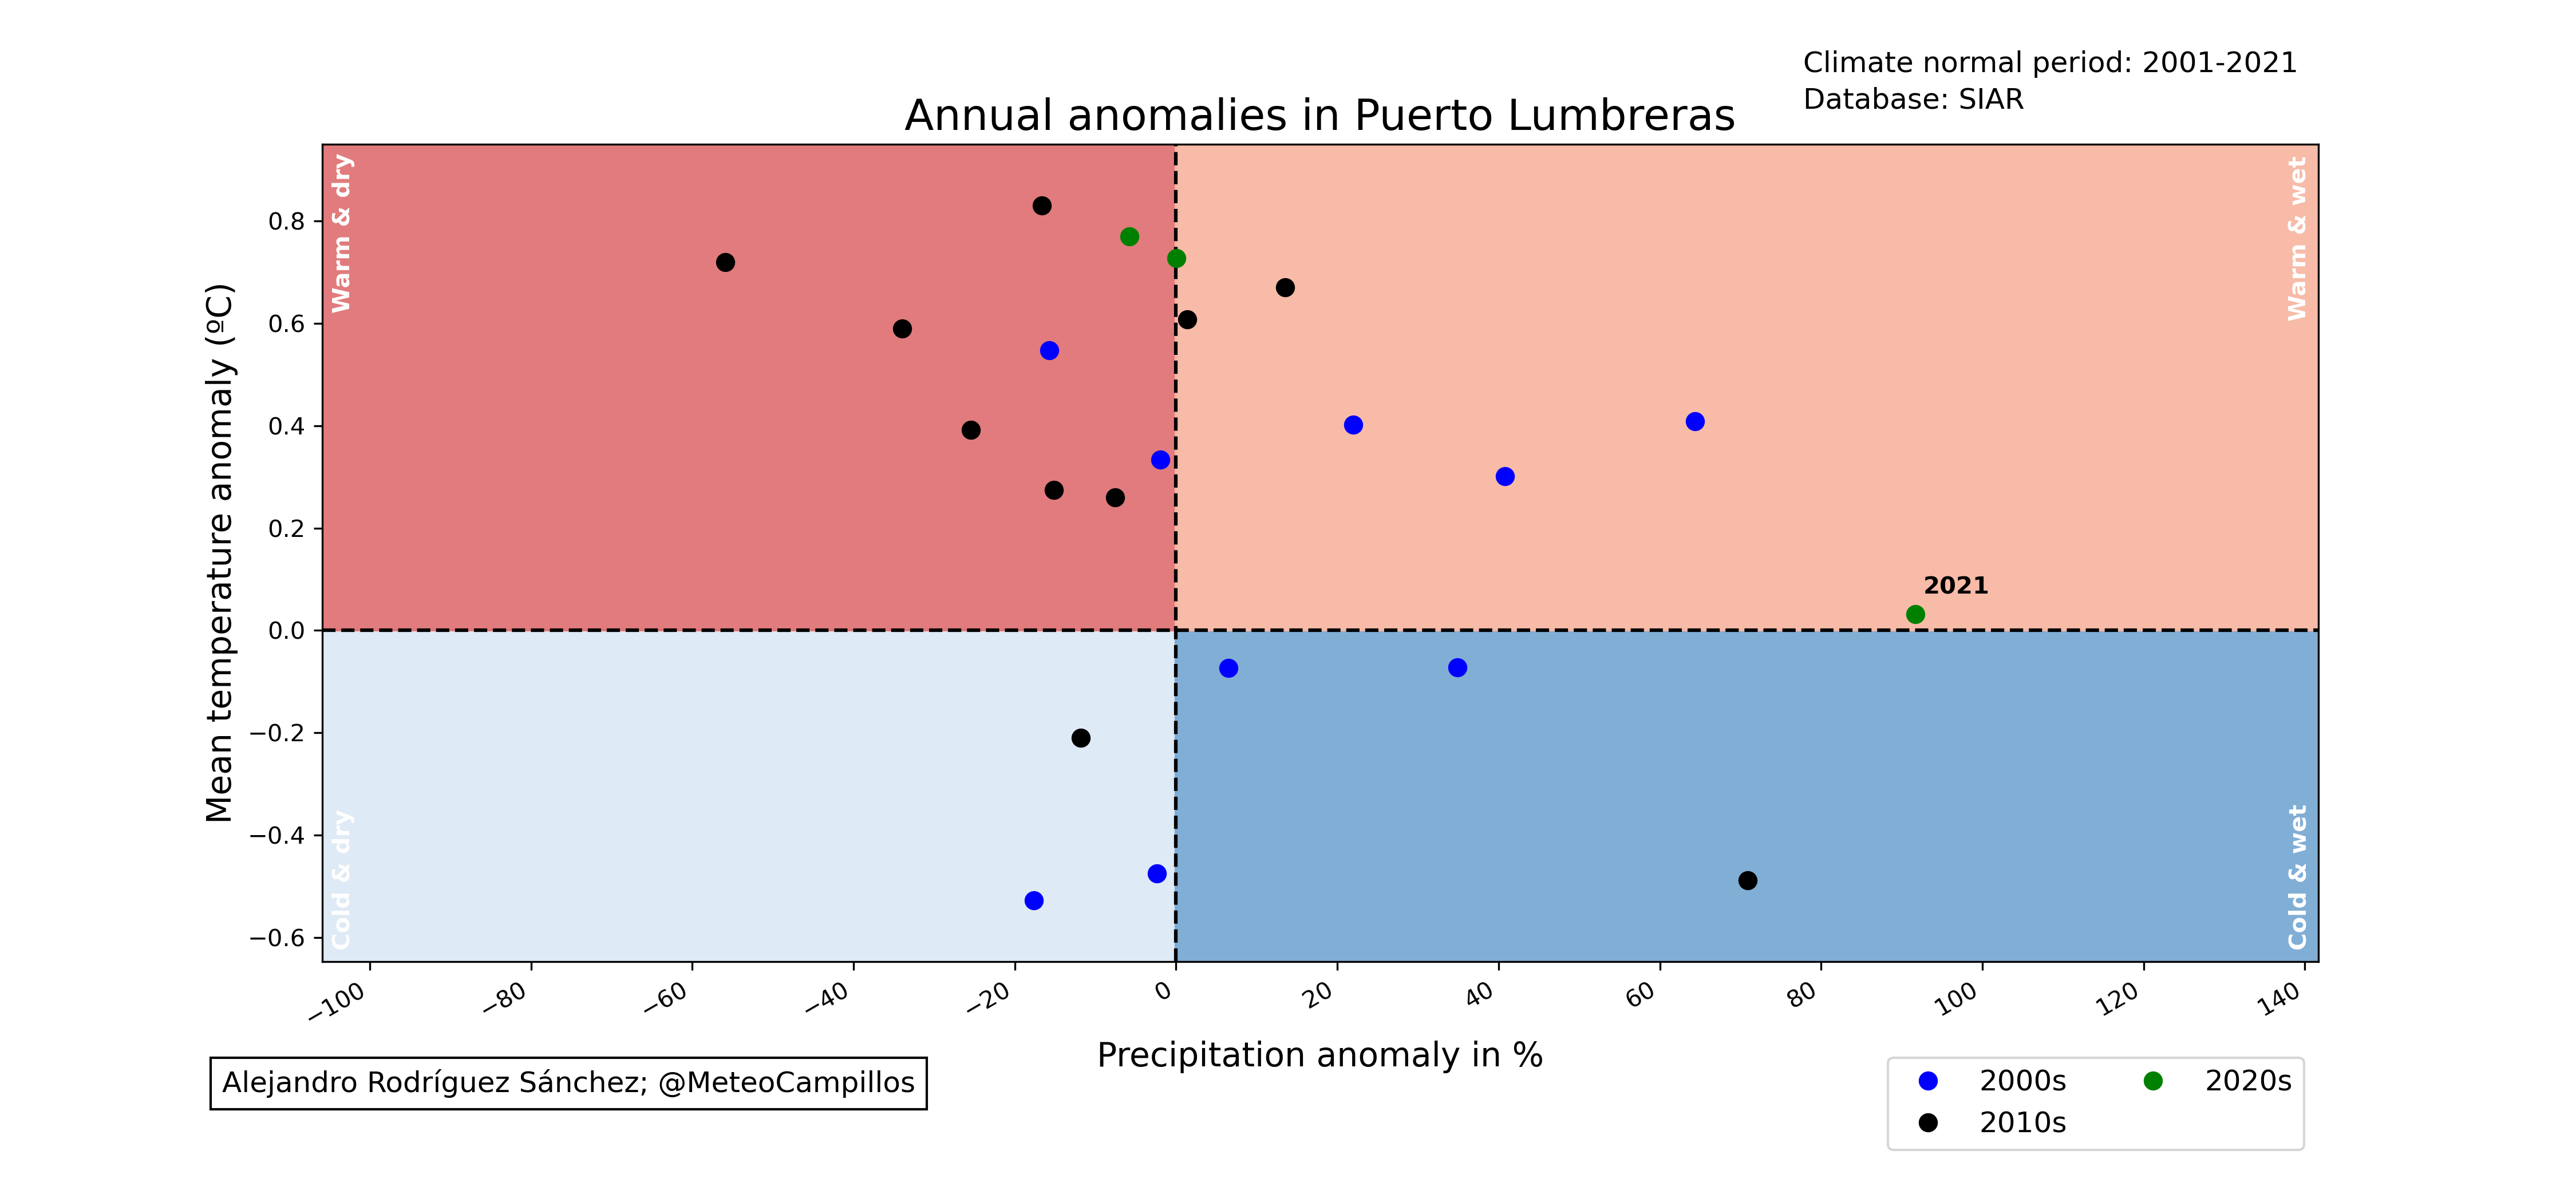 Climate normal period: 2001-2021
Database: SIAR
Annual anomalies in Puerto Lumbreras
Warm & dry
Warm & wet
0.8
0.6
0.4
0.2
0.0
−0.2
−0.4
−0.6
Mean temperature anomaly (ºC)
2021
Cold & dry
Cold & wet
−100
−80
−60
−40
−20
0
20
40
60
80
100
120
140
Precipitation anomaly in %
Alejandro Rodríguez Sánchez; @MeteoCampillos
2000s
2010s
2020s